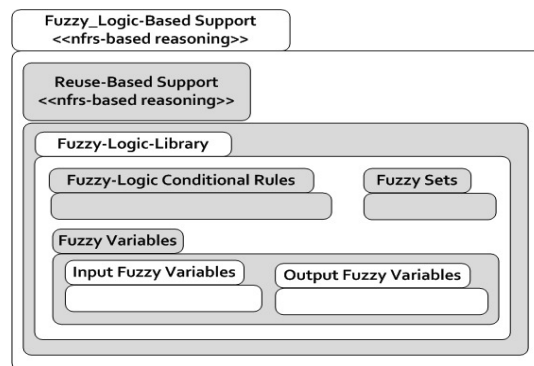 Fuzzy_Logic-Based Support
<<nfrs-based reasoning>>
Reuse-Based Support
<<nfrs-based reasoning>>
Fuzzy-Logic-Library
Fuzzy-Logic Conditional Rules
Fuzzy Sets
Fuzzy Variables
Input Fuzzy Variables
Output Fuzzy Variables